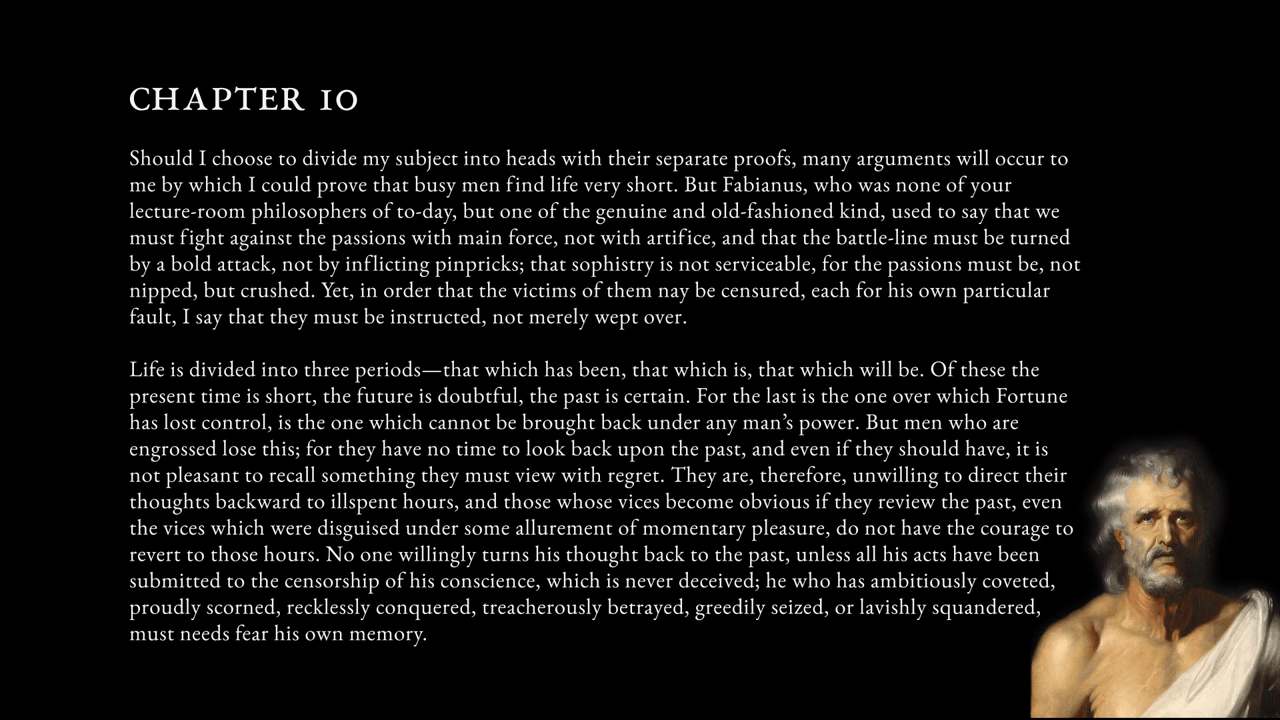 CHAPTER 10
Should I choose to divide my subject into heads with their separate proofs, many arguments will occur to
me by which I could prove that busy men find life very short. But Fabianus, who was none of your
lecture-room philosophers of to-day, but one of the genuine and old-fashioned kind, used to say that we
must fight against the passions with main force, not with artifice, and that the battle-line must be turned
by a bold attack, not by inflicting pinpricks; that sophistry is not serviceable, for the passions must be, not
nipped, but crushed. Yet, in order that the victims of them nay be censured, each for his own particular
fault, I say that they must be instructed, not merely wept over.
Life is divided into three periods—that which has been, that which is, that which will be. Of these the
present time is short, the future is doubtful, the past is certain. For the last is the one over which Fortune
has lost control, is the one which cannot be brought back under any man’s power. But men who are
engrossed lose this; for they have no time to look back upon the past, and even if they should have, it is
not pleasant to recall something they must view with regret. They are, therefore, unwilling to direct their
thoughts backward to illspent hours, and those whose vices become obvious if they review the past, even
the vices which were disguised under some allurement of momentary pleasure, do not have the courage to
revert to those hours. No one willingly turns his thought back to the past, unless all his acts have been
submitted to the censorship of his conscience, which is never deceived; he who has ambitiously coveted,
proudly scorned, recklessly conquered, treacherously betrayed, greedily seized, or lavishly squandered,
must needs fear his own memory.